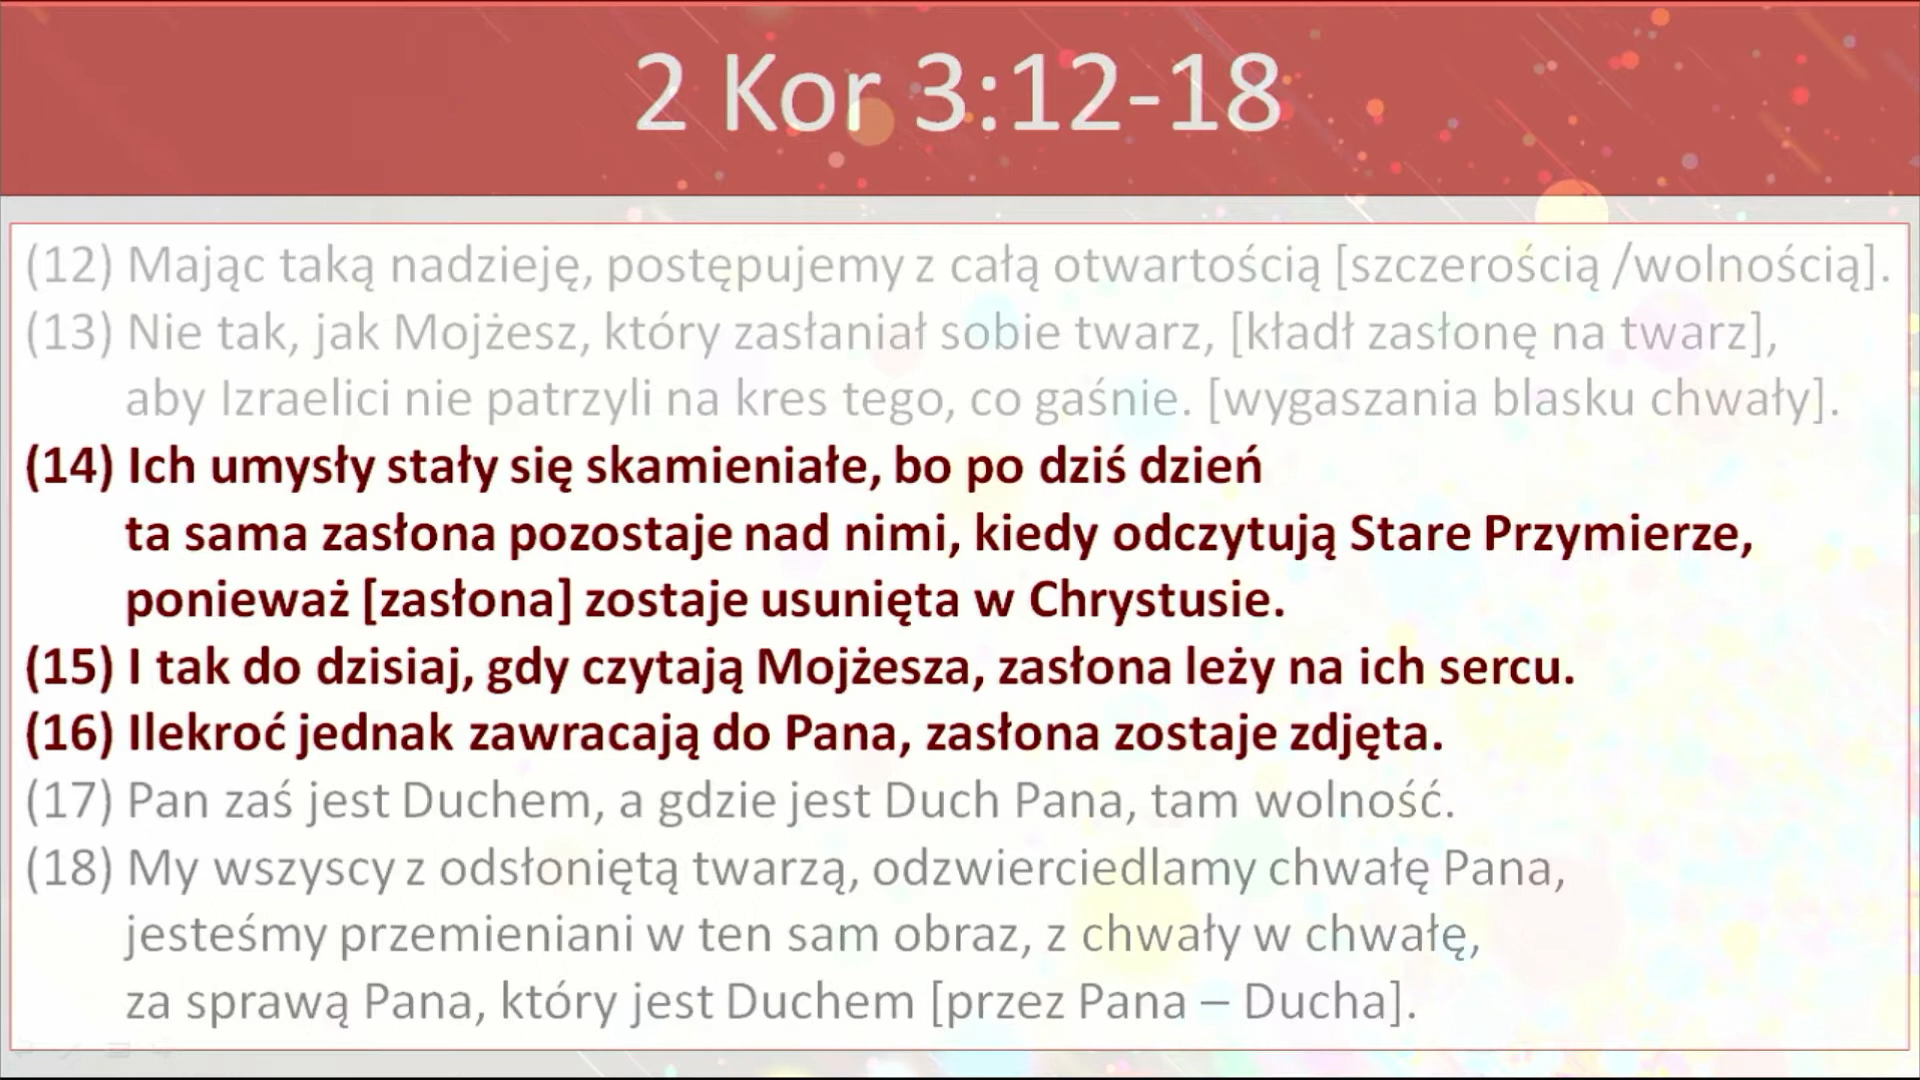 2 Kor 3:12-18
(12) Mając taką nadzieję, postępujemy z całą otwartością [szczerością /wolnością].
(13) Nie tak, jak Mojżesz, który zasłaniał sobie twarz, [kładł zasłonę na twarz],
aby Izraelici nie patrzyli na kres tego, co gaśnie. [wygaszania blasku chwały].
(14) Ich umysły stały się skamieniałe, bo po dziś dzień
ta sama zasłona pozostaje nad nimi, kiedy odczytują Stare Przymierze,
ponieważ [zasłona] zostaje usunięta w Chrystusie.
(15) I tak do dzisiaj, gdy czytają Mojżesza, zasłona leży na ich sercu.
(16) Ilekroć jednak zawracają do Pana, zasłona zostaje zdjęta.
(17) Pan zaś jest Duchem, a gdzie jest Duch Pana, tam wolność.
(18) My wszyscy z odsłoniętą twarzą, odzwierciedlamy chwałę Pana,
jesteśmy przemieniani w ten sam obraz, z chwały w chwałę,
za sprawą Pana, który jest Duchem [przez Pana – Ducha].